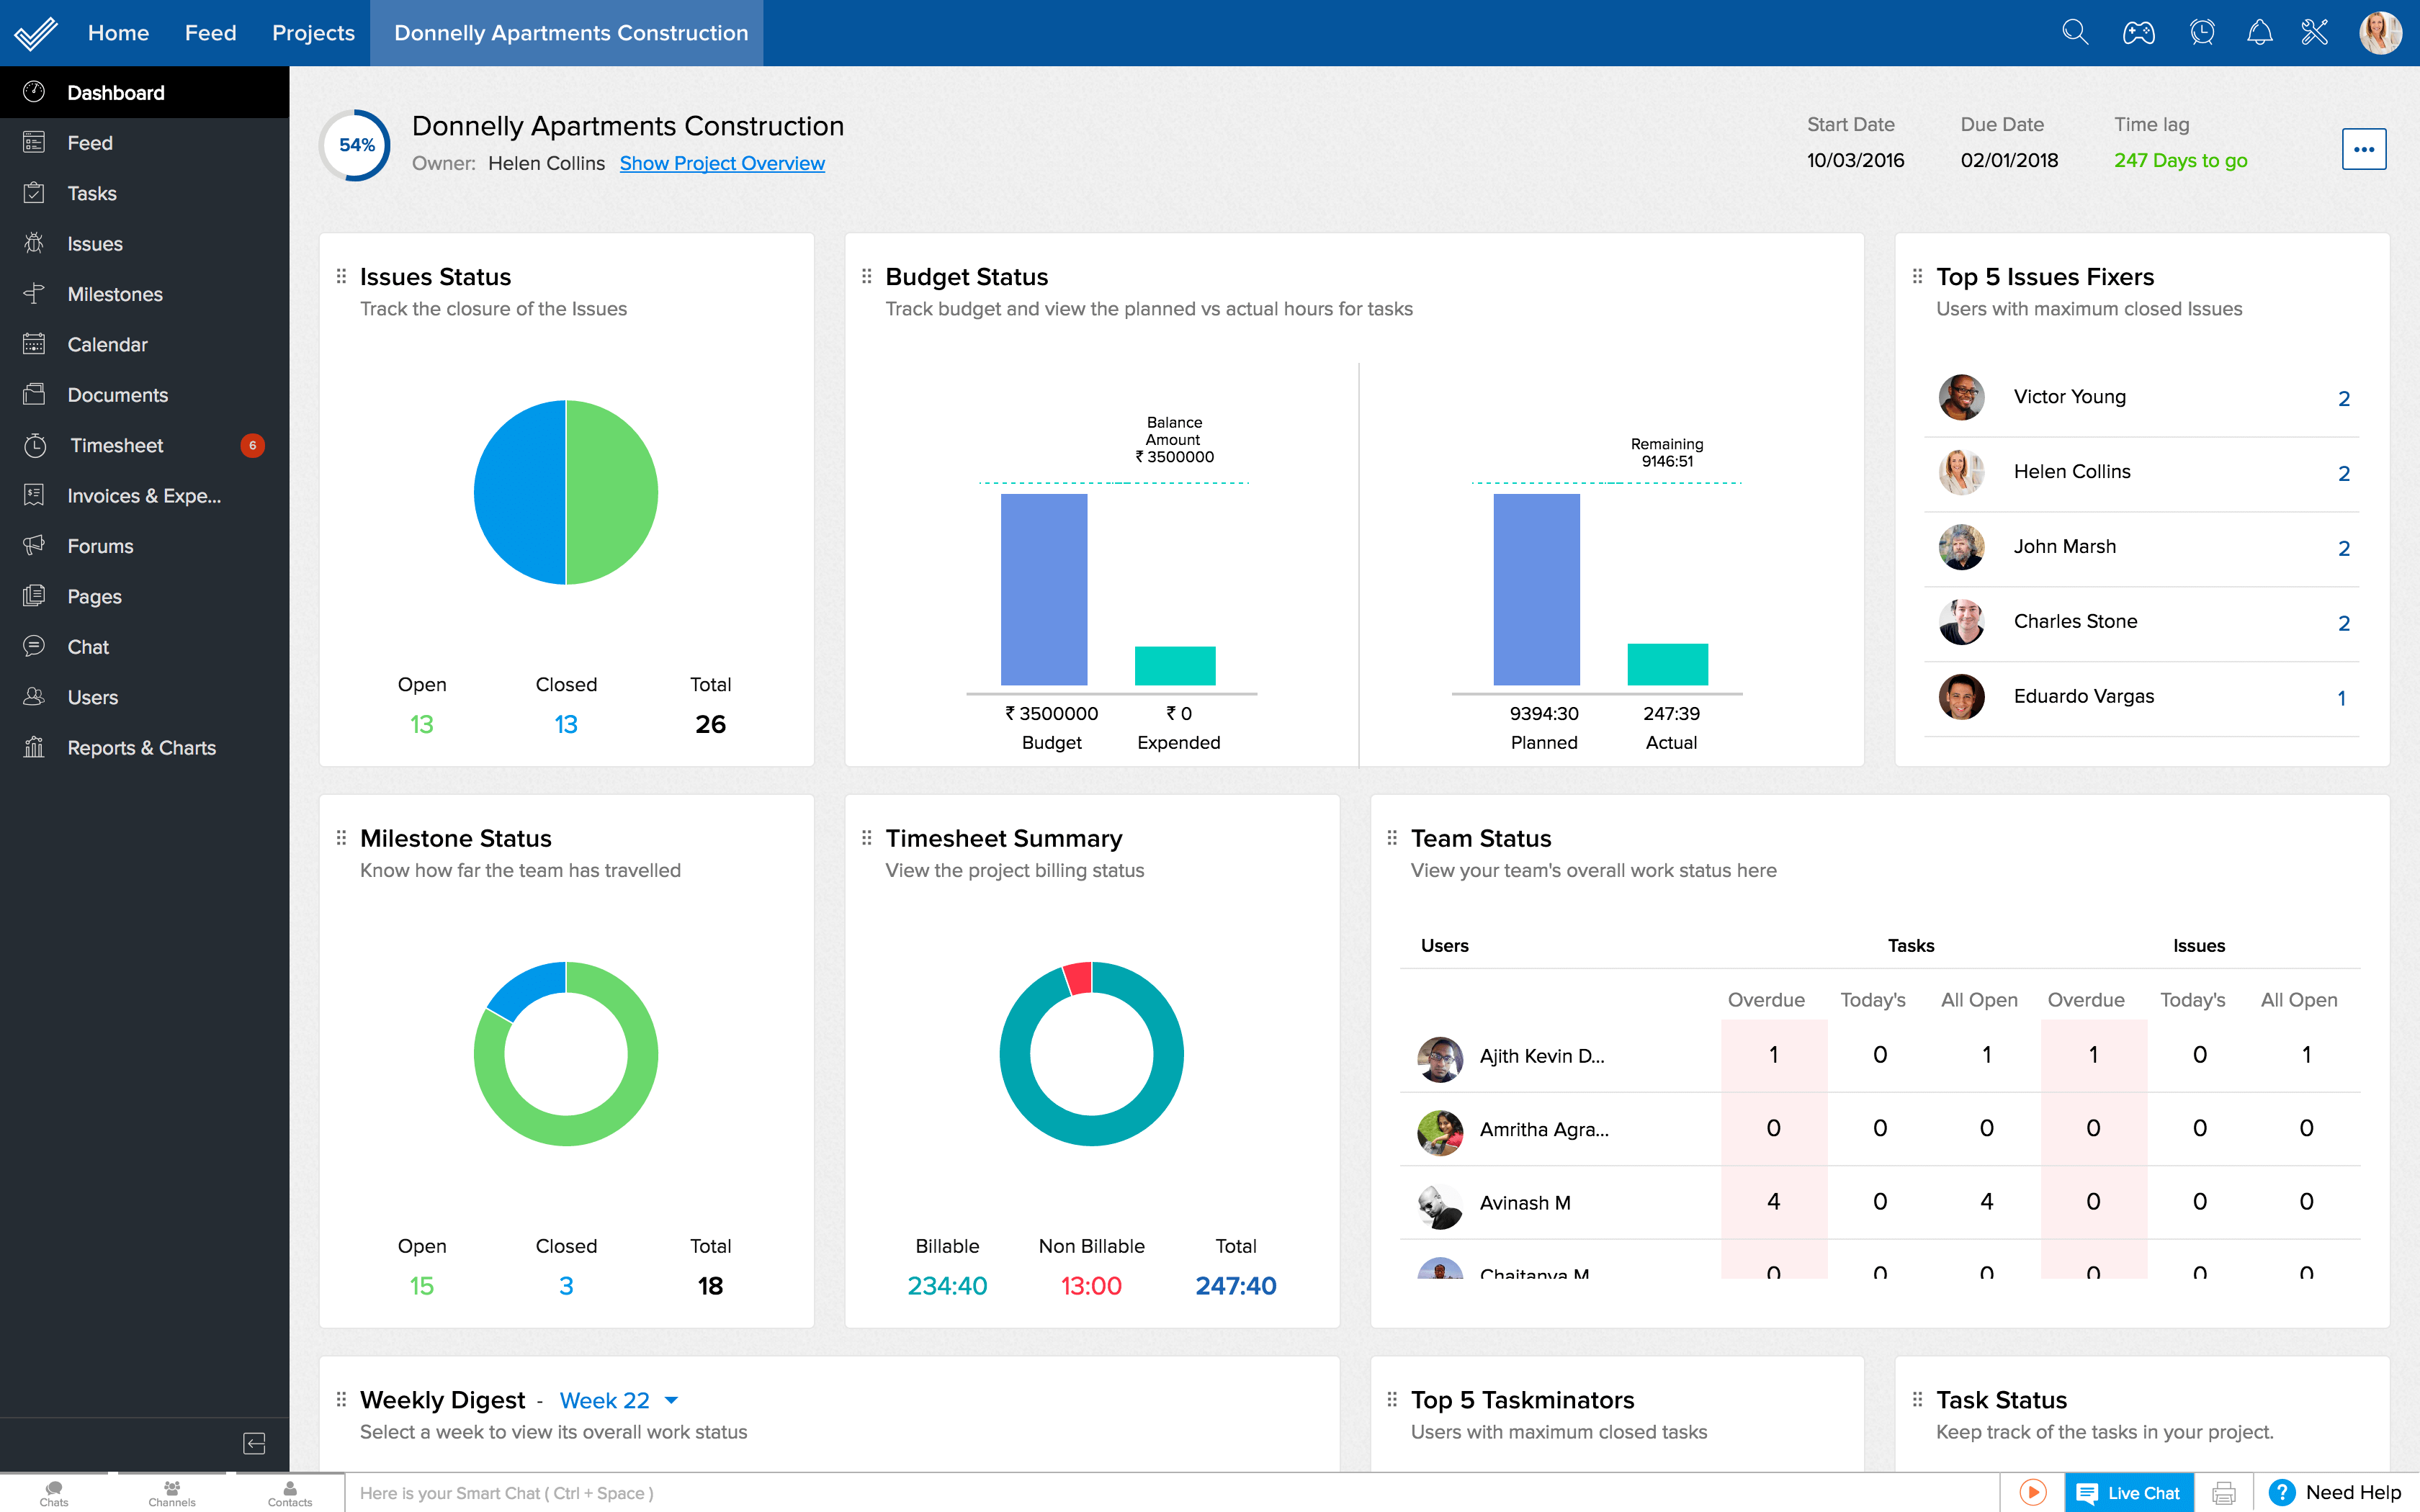 Home Feed Projects Donnelly Apartments Construction
Dashboard
Feed
Tasks
Issues
Milestones
Calendar
Documents
Timesheet 6
Invoices & Expe...
Forums
Pages
Chat
Users
Reports & Charts
54%
Donnelly Apartments Construction
Owner: Helen Collins Show Project Overview
Start Date Due Date Time lag
10/03/2016 02/01/2018 247 Days to go
Issues Status
Track the closure of the Issues
Open Closed Total
13 13 26
Budget Status
Track budget and view the planned vs actual hours for tasks
Balance
Amount
₹ 3500000
₹ 3500000 ₹ 0
Budget Expended
Remaining
9146:51
9394:30 247:39
Planned Actual
Top 5 Issues Fixers
Users with maximum closed Issues
Victor Young 2
Helen Collins 2
John Marsh 2
Charles Stone 2
Eduardo Vargas 1
Milestone Status
Know how far the team has travelled
Open Closed Total
15 3 18
Timesheet Summary
View the project billing status
Billable Non Billable Total
234:40 13:00 247:40
Team Status
View your team's overall work status here
Users Tasks Issues
Overdue Today's All Open Overdue Today's All Open
Ajith Kevin D... 1 0 1 1 0 1
Amritha Agra... 0 0 0 0 0 0
Avinash M 4 0 4 0 0 0
Chaitanya M 0 0 0 0 0 0
Weekly Digest - Week 22
Select a week to view its overall work status
Top 5 Taskminators
Users with maximum closed tasks
Task Status
Keep track of the tasks in your project.
Chats Channels Contacts Here is your Smart Chat ( Ctrl + Space ) Live Chat ? Need Help